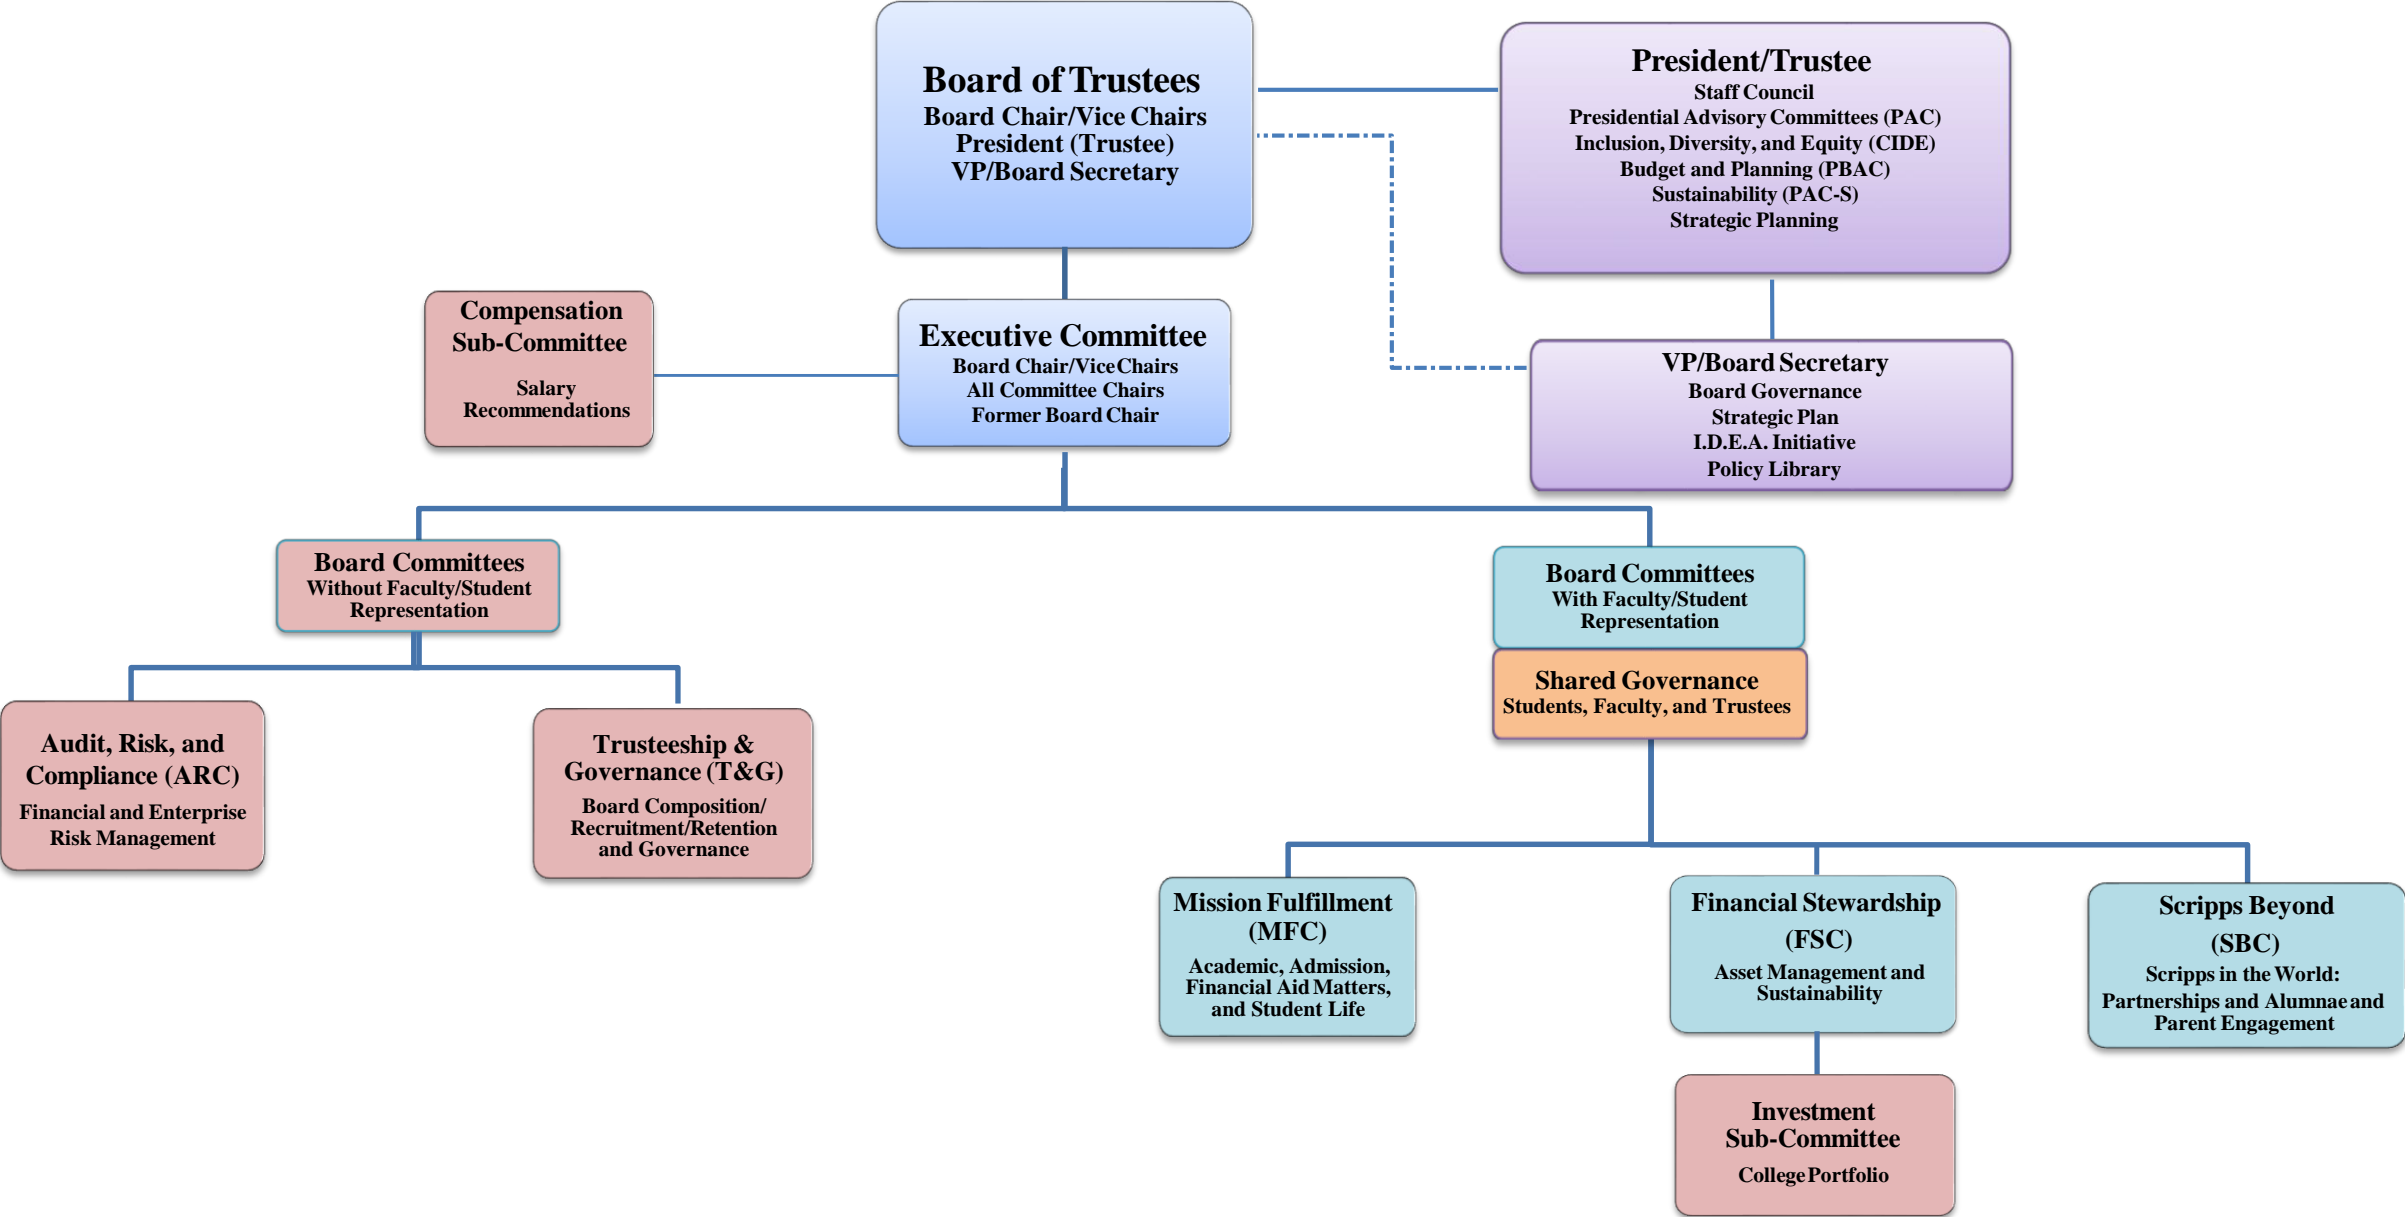 Board of Trustees
Board Chair/Vice Chairs
President (Trustee)
VP/Board Secretary
President/Trustee
Staff Council
Presidential Advisory Committees (PAC)
Inclusion, Diversity, and Equity (CIDE)
Budget and Planning (PBAC)
Sustainability (PAC-S)
Strategic Planning
Compensation
Sub-Committee
Salary
Recommendations
Executive Committee
Board Chair/Vice Chairs
All Committee Chairs
Former Board Chair
VP/Board Secretary
Board Governance
Strategic Plan
I.D.E.A. Initiative
Policy Library
Board Committees
Without Faculty/Student
Representation
Board Committees
With Faculty/Student
Representation
Shared Governance
Students, Faculty, and Trustees
Audit, Risk, and
Compliance (ARC)
Financial and Enterprise
Risk Management
Trusteeship &
Governance (T&G)
Board Composition/
Recruitment/Retention
and Governance
Mission Fulfillment
(MFC)
Academic, Admission,
Financial Aid Matters,
and Student Life
Financial Stewardship
(FSC)
Asset Management and
Sustainability
Scripps Beyond
(SBC)
Scripps in the World:
Partnerships and Alumnae and
Parent Engagement
Investment
Sub-Committee
College Portfolio